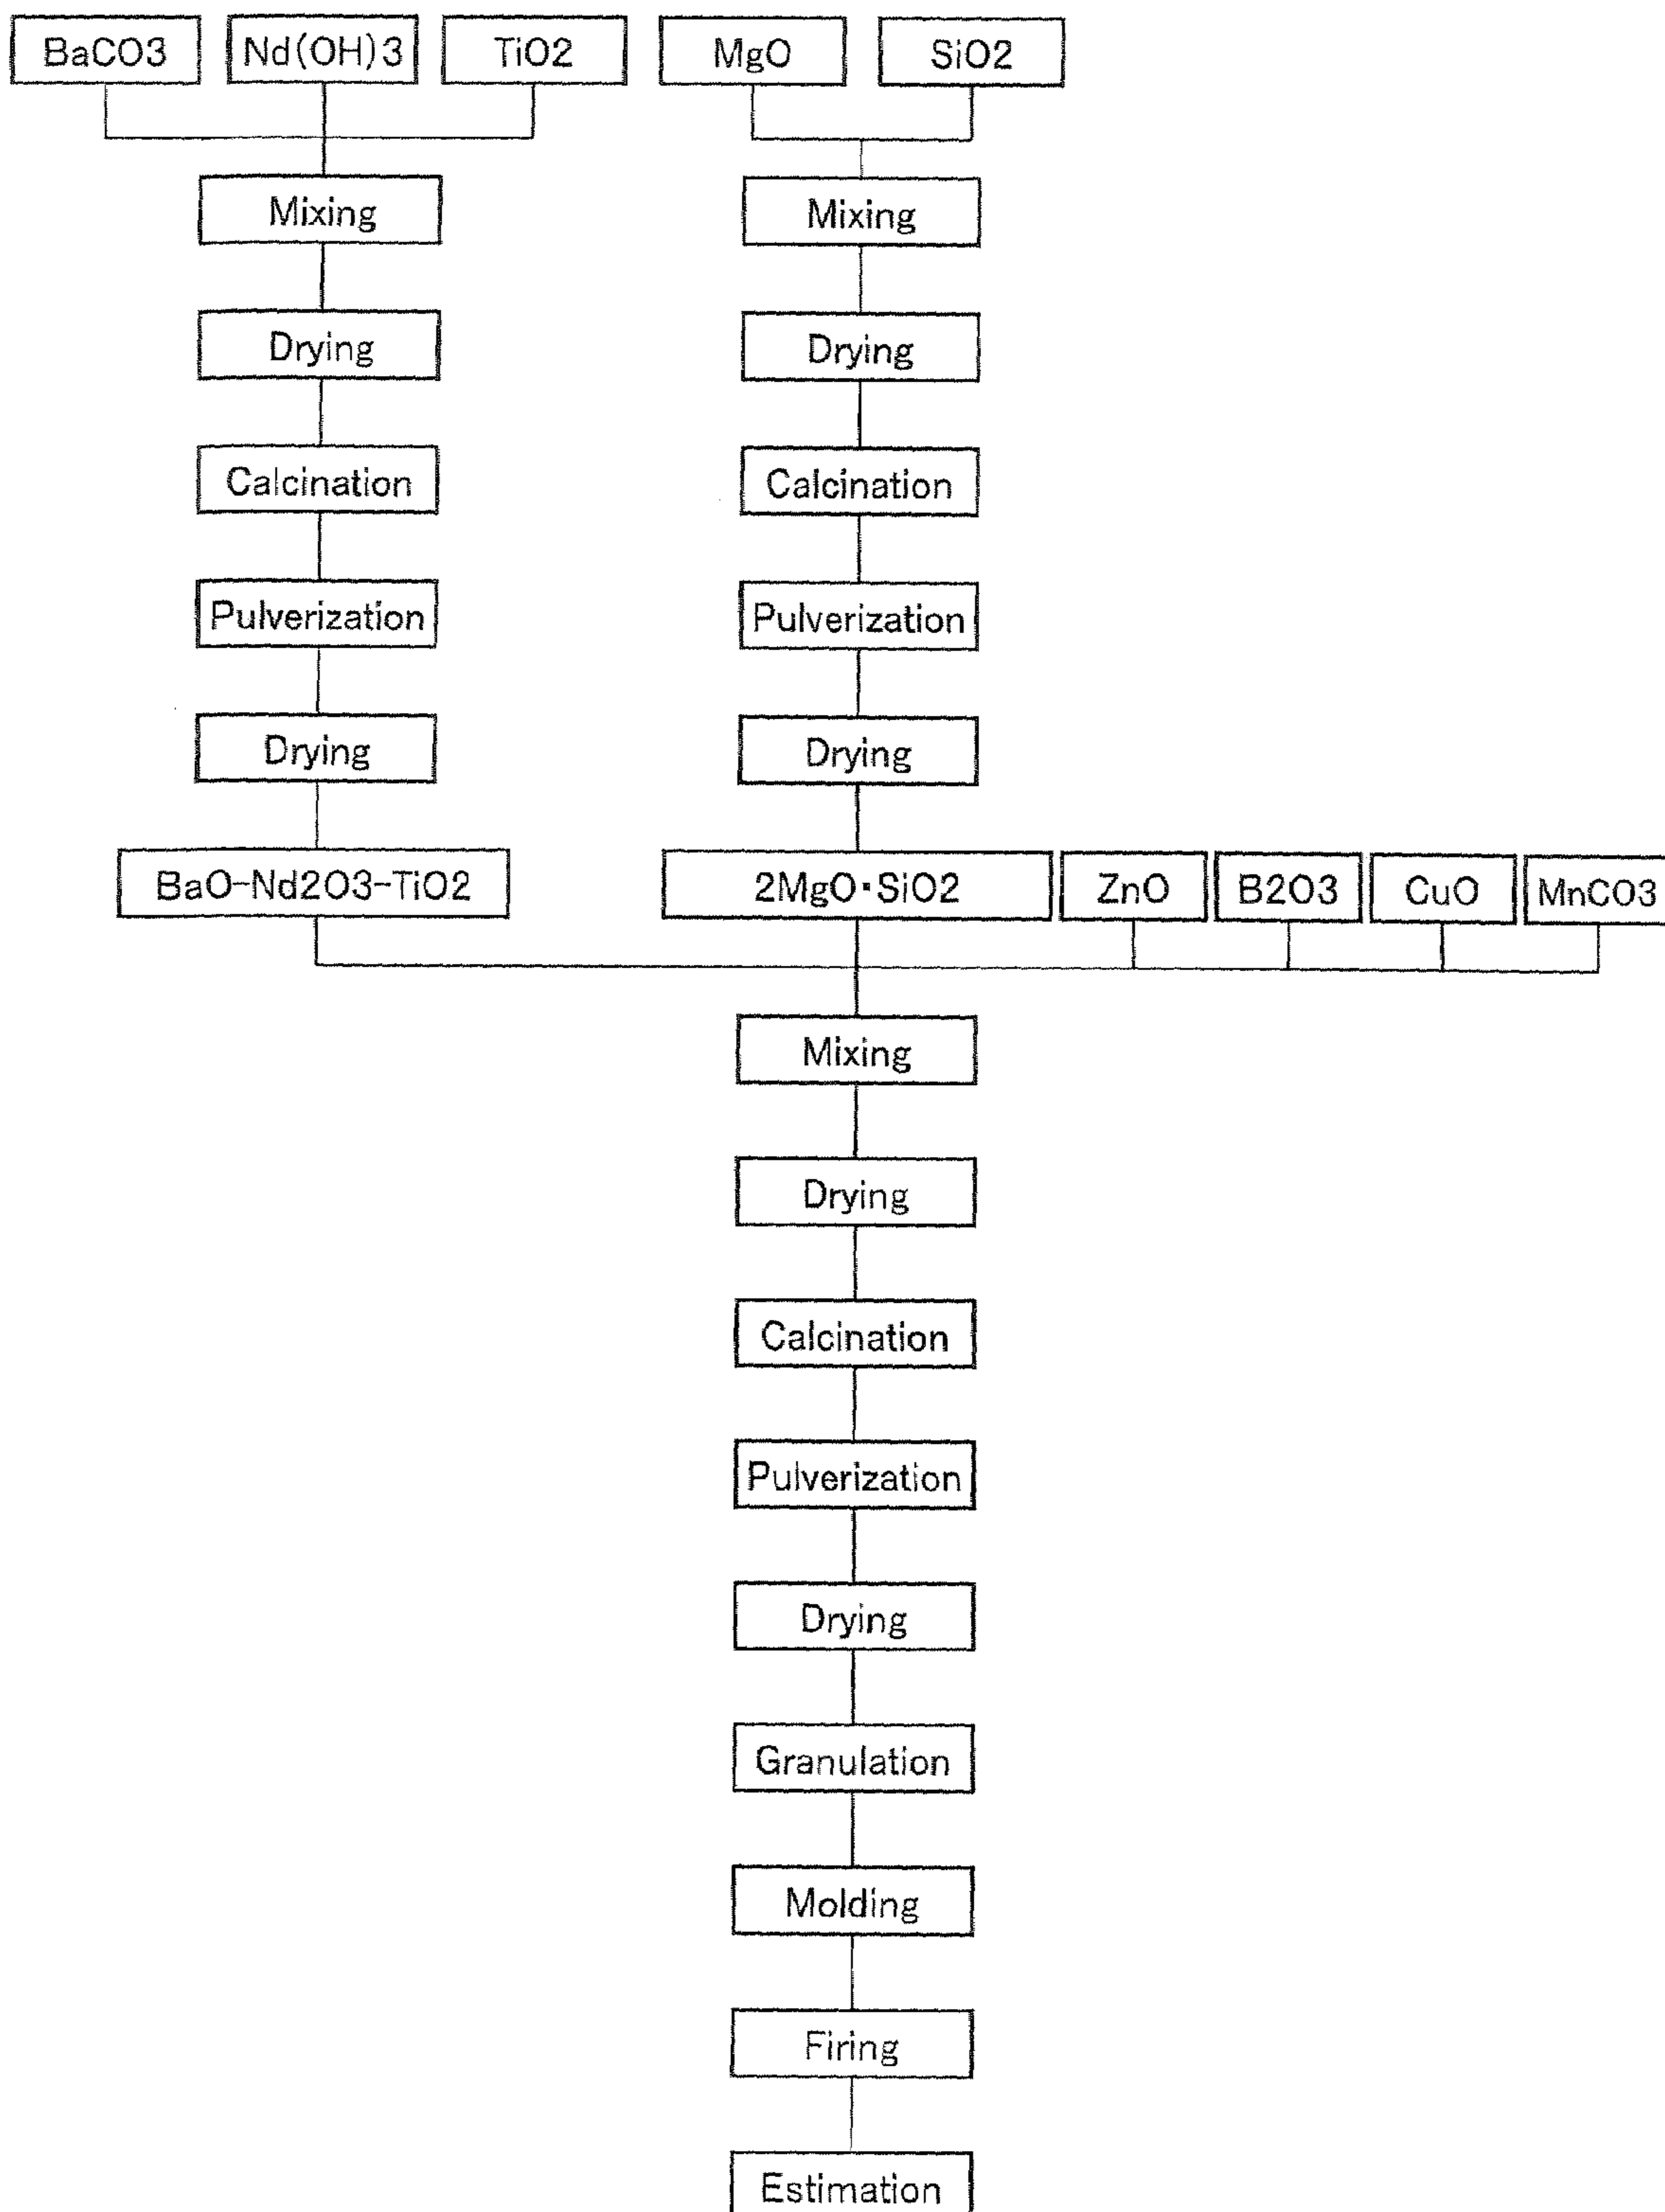 BaCO3 Nd(OH)3 TiO2 MgO SiO2
Mixing Mixing
Drying Drying
Calcination Calcination
Pulverization Pulverization
Drying Drying
BaO-Nd2O3-TiO2 2MgO·SiO2 ZnO B2O3 CuO MnCO3
Mixing
Drying
Calcination
Pulverization
Drying
Granulation
Molding
Firing
Estimation